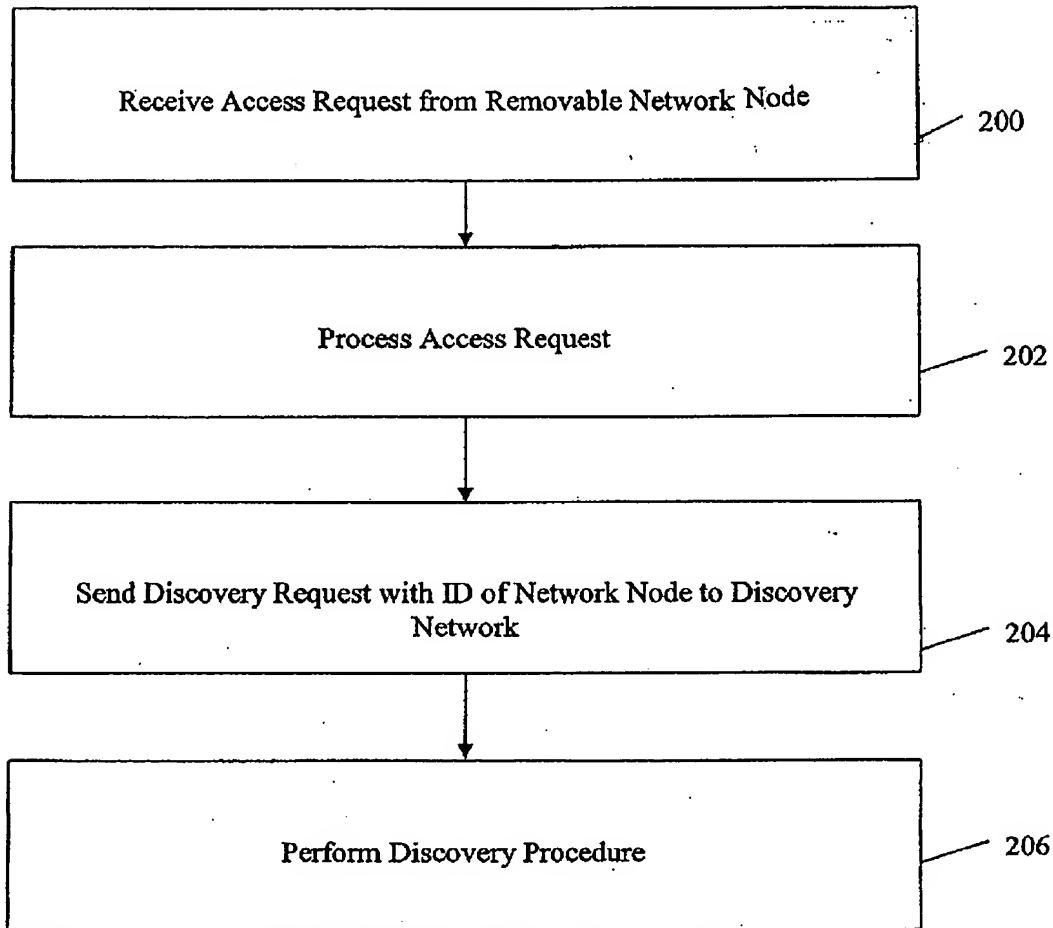 Receive Access Request from Removable Network Node
200
Process Access Request
202
Send Discovery Request with ID of Network Node to Discovery
Network
204
Perform Discovery Procedure
206